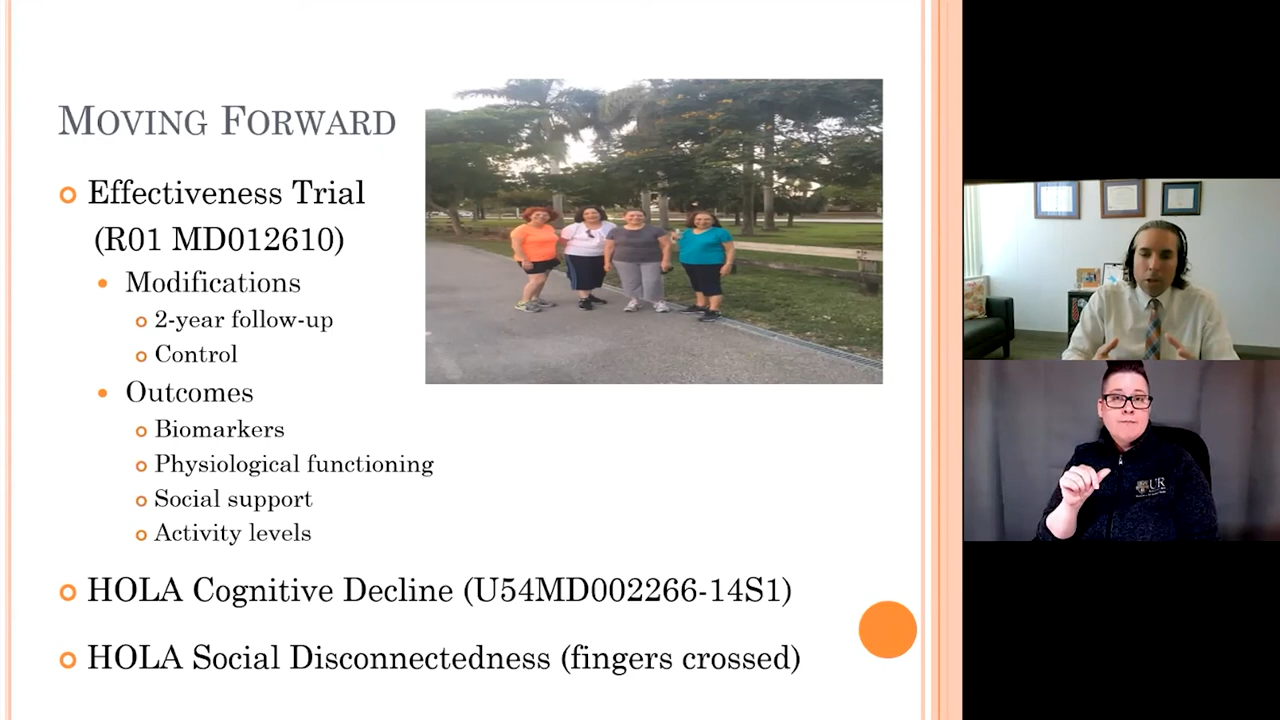 MOVING FORWARD
Effectiveness Trial
(R01 MD012610)
Modifications
2-year follow-up
Control
Outcomes
Biomarkers
Physiological functioning
Social support
Activity levels
HOLA Cognitive Decline (U54MD002266-14S1)
HOLA Social Disconnectedness (fingers crossed)
UR